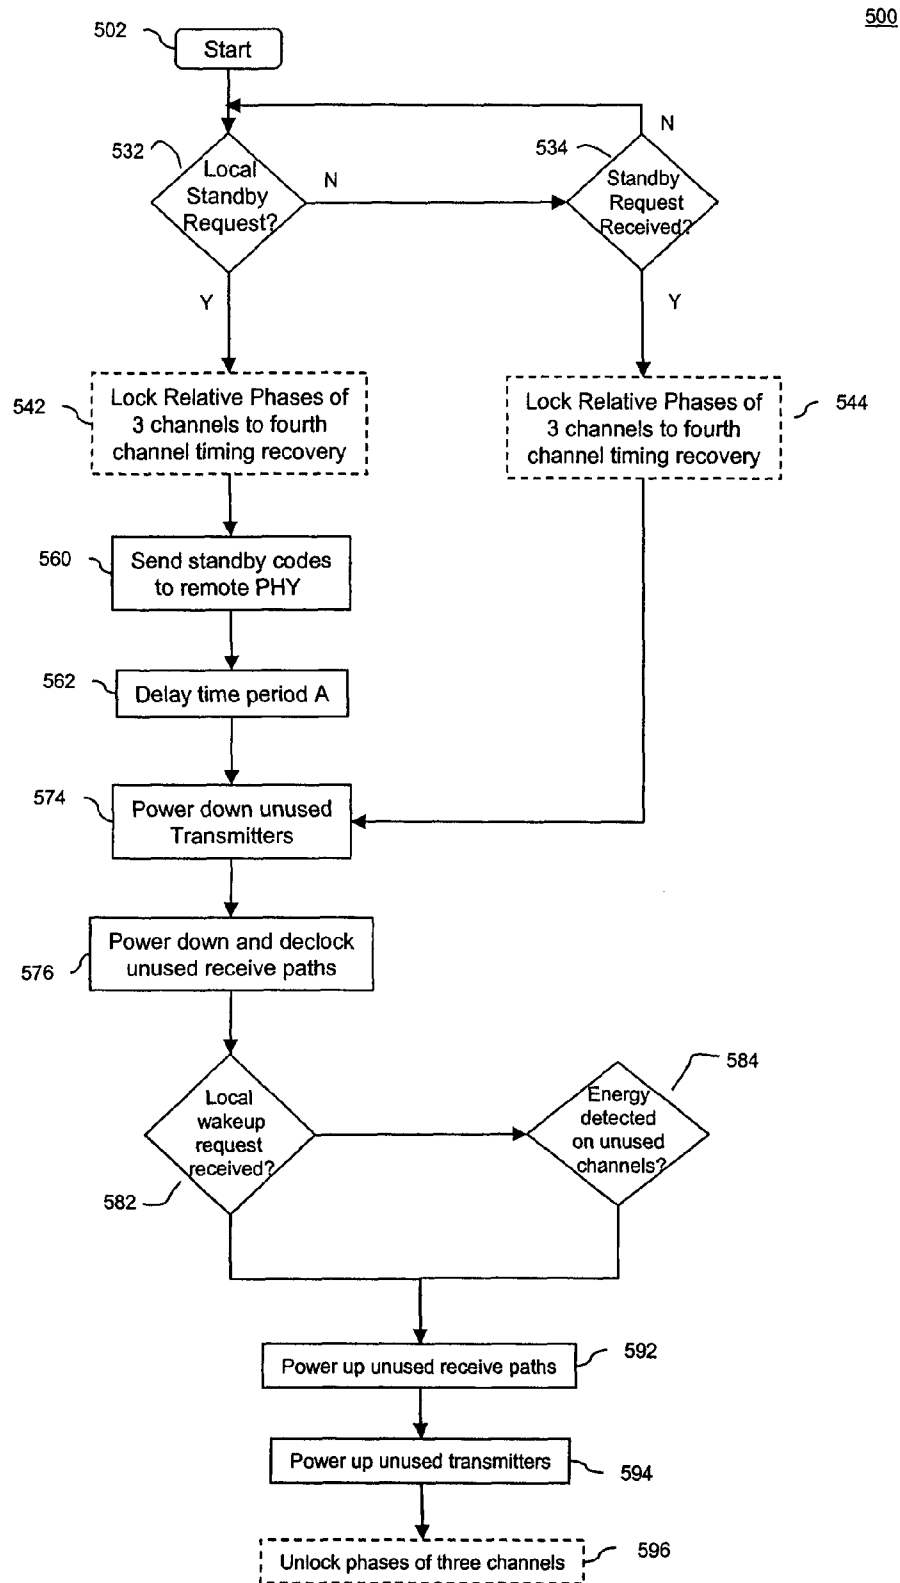 500
502
Start
532
Local
Standby
Request?
N
534
Standby
Request
Received?
N
Y
Y
542
Lock Relative Phases of
3 channels to fourth
channel timing recovery
544
Lock Relative Phases of
3 channels to fourth
channel timing recovery
560
Send standby codes
to remote PHY
562
Delay time period A
574
Power down unused
Transmitters
576
Power down and declock
unused receive paths
582
Local
wakeup
request
received?
584
Energy
detected
on unused
channels?
592
Power up unused receive paths
594
Power up unused transmitters
596
Unlock phases of three channels